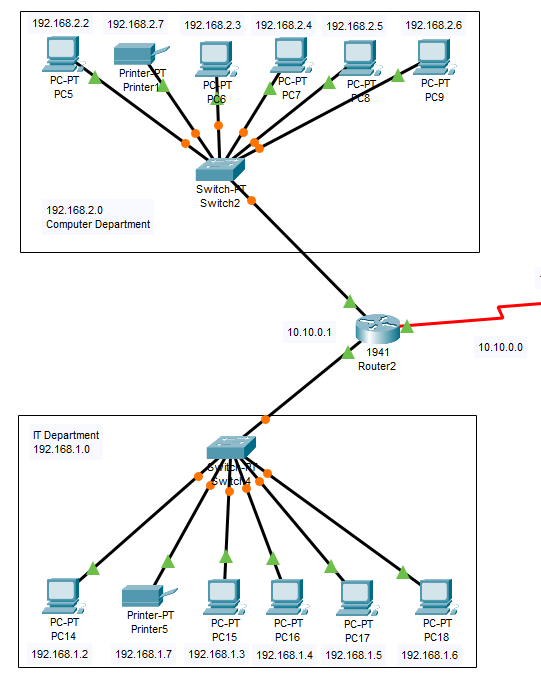 192.168.2.2 192.168.2.7 192.168.2.3 192.168.2.4 192.168.2.5 192.168.2.6
PC-PT
PC5
Printer-PT
Printer1
PC-PT
PC6
PC-PT
PC7
PC-PT
PC8
PC-PT
PC9
Switch-PT
Switch2
192.168.2.0
Computer Department
10.10.0.1
1941
Router2
10.10.0.0
IT Department
192.168.1.0
Switch-PT
Switch4
PC-PT
PC14
Printer-PT
Printer5
PC-PT
PC15
PC-PT
PC16
PC-PT
PC17
PC-PT
PC18
192.168.1.2 192.168.1.7 192.168.1.3 192.168.1.4 192.168.1.5 192.168.1.6